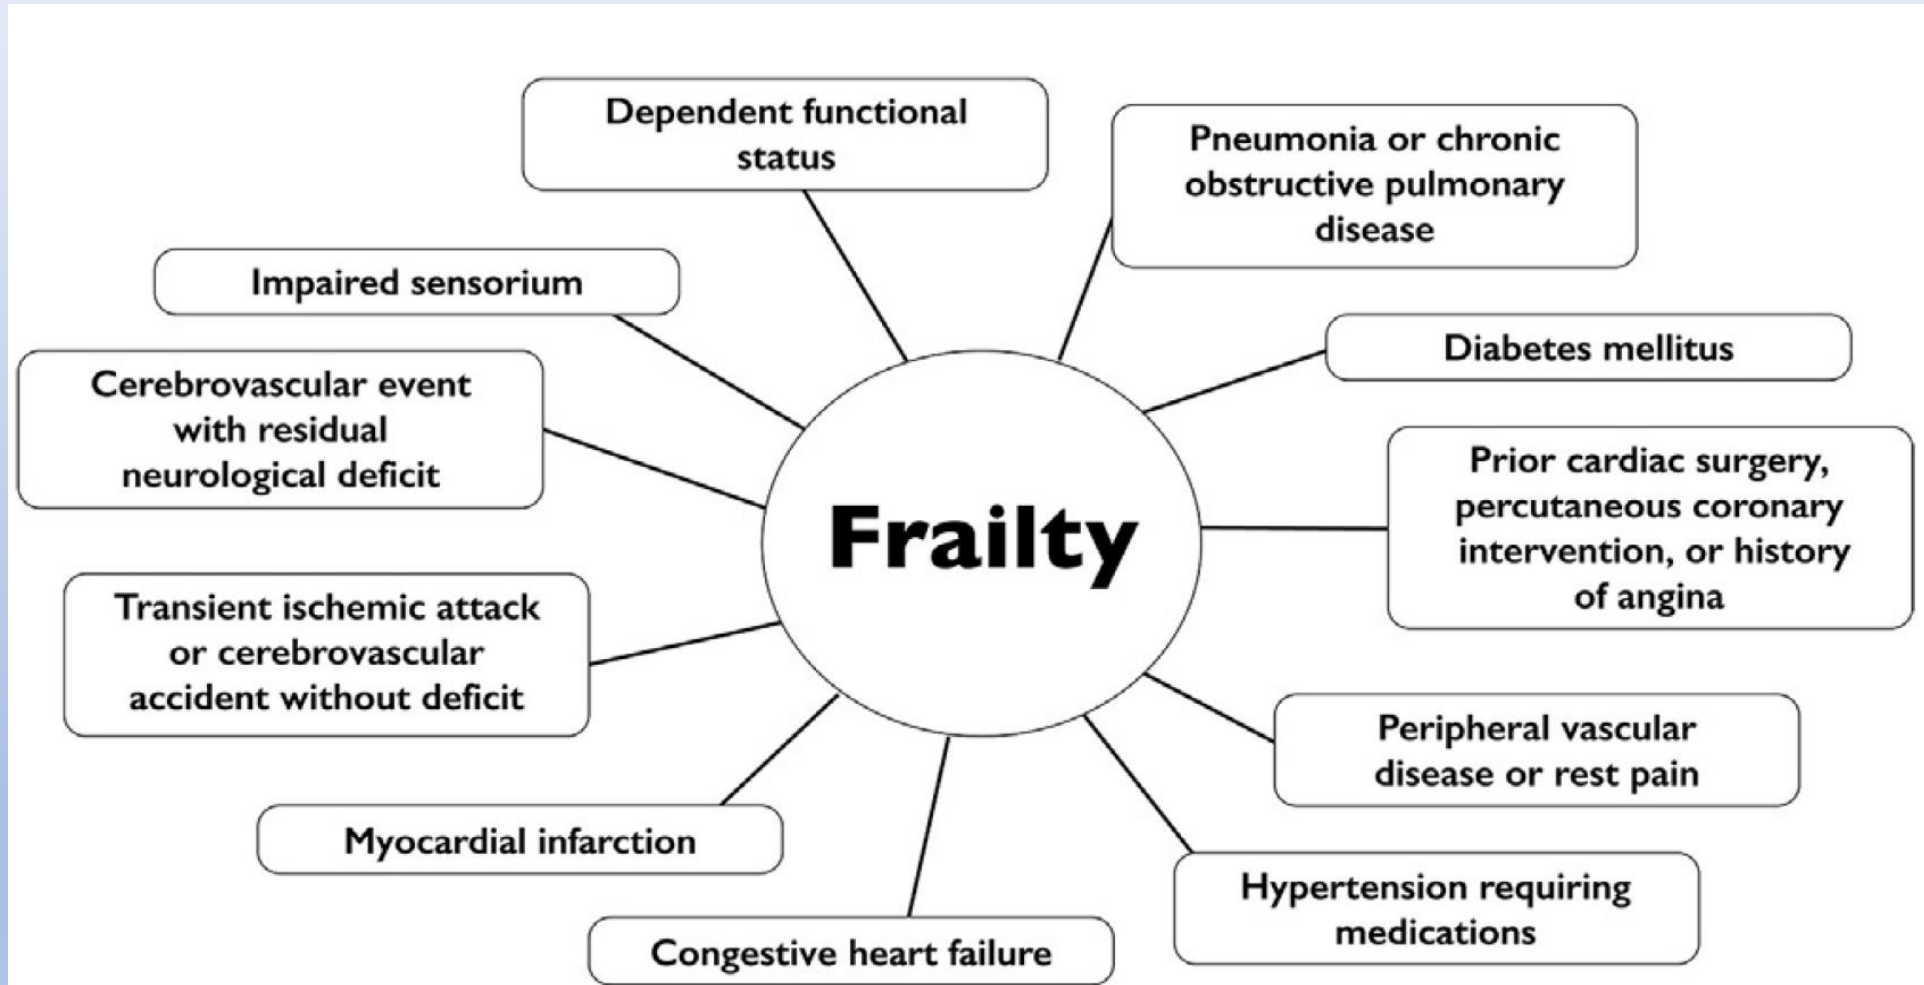 Dependent functional
status
Pneumonia or chronic
obstructive pulmonary
disease
Impaired sensorium
Diabetes mellitus
Cerebrovascular event
with residual
neurological deficit
Prior cardiac surgery,
percutaneous coronary
intervention, or history
of angina
Frailty
Transient ischemic attack
or cerebrovascular
accident without deficit
Peripheral vascular
disease or rest pain
Myocardial infarction
Hypertension requiring
medications
Congestive heart failure